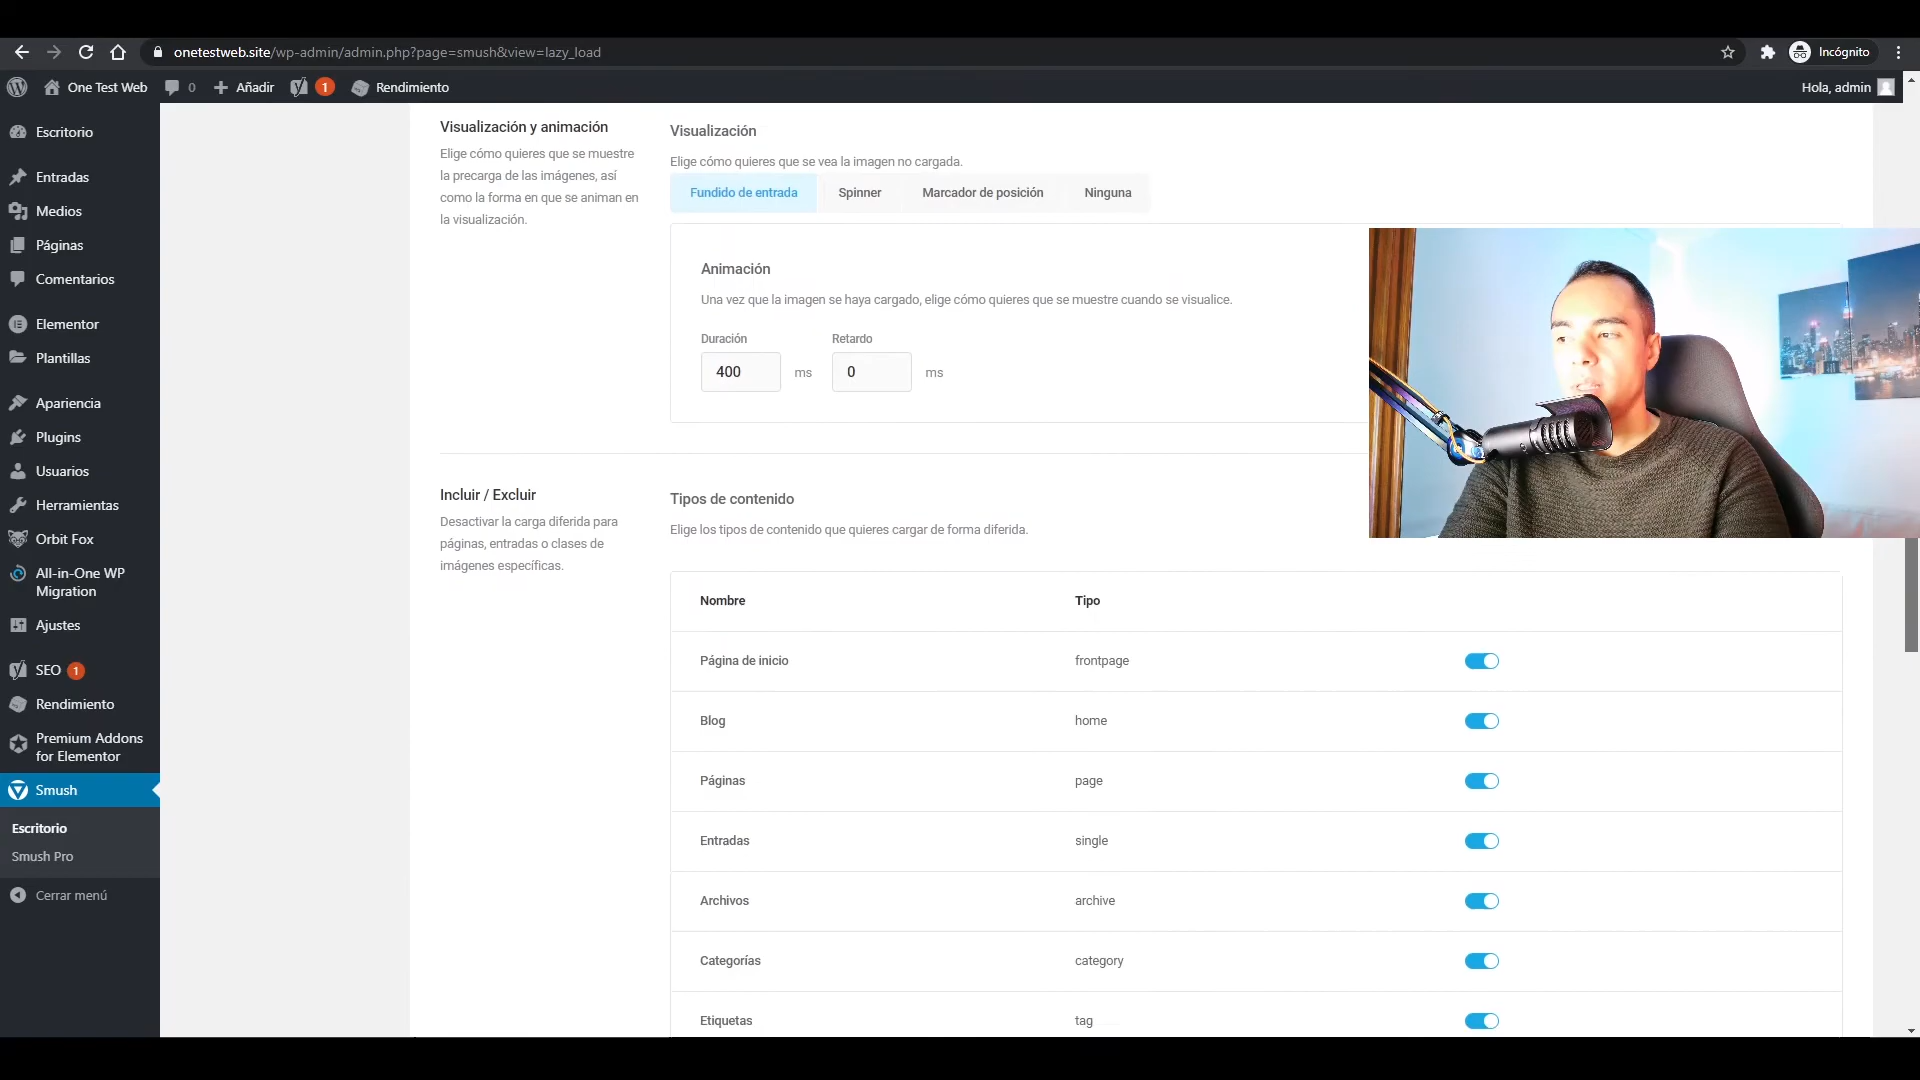 onetestweb.site/wp-admin/admin.php?page=smush&view=lazy_load
Incógnito
One Test Web
0
Añadir
1
Rendimiento
Hola, admin
Escritorio
Entradas
Medios
Páginas
Comentarios
Elementor
Plantillas
Apariencia
Plugins
Usuarios
Herramientas
Orbit Fox
All-in-One WP
Migration
Ajustes
SEO 1
Rendimiento
Premium Addons
for Elementor
Smush
Escritorio
Smush Pro
Cerrar menú
Visualización y animación
Elige cómo quieres que se muestre
la precarga de las imágenes, así
como la forma en que se animan en
la visualización.
Visualización
Elige cómo quieres que se vea la imagen no cargada.
Fundido de entrada
Spinner
Marcador de posición
Ninguna
Animación
Una vez que la imagen se haya cargado, elige cómo quieres que se muestre cuando se visualice.
Duración
Retardo
400 ms
0 ms
Incluir / Excluir
Desactivar la carga diferida para
páginas, entradas o clases de
imágenes específicas.
Tipos de contenido
Elige los tipos de contenido que quieres cargar de forma diferida.
Nombre Tipo
Página de inicio frontpage
Blog home
Páginas page
Entradas single
Archivos archive
Categorías category
Etiquetas tag